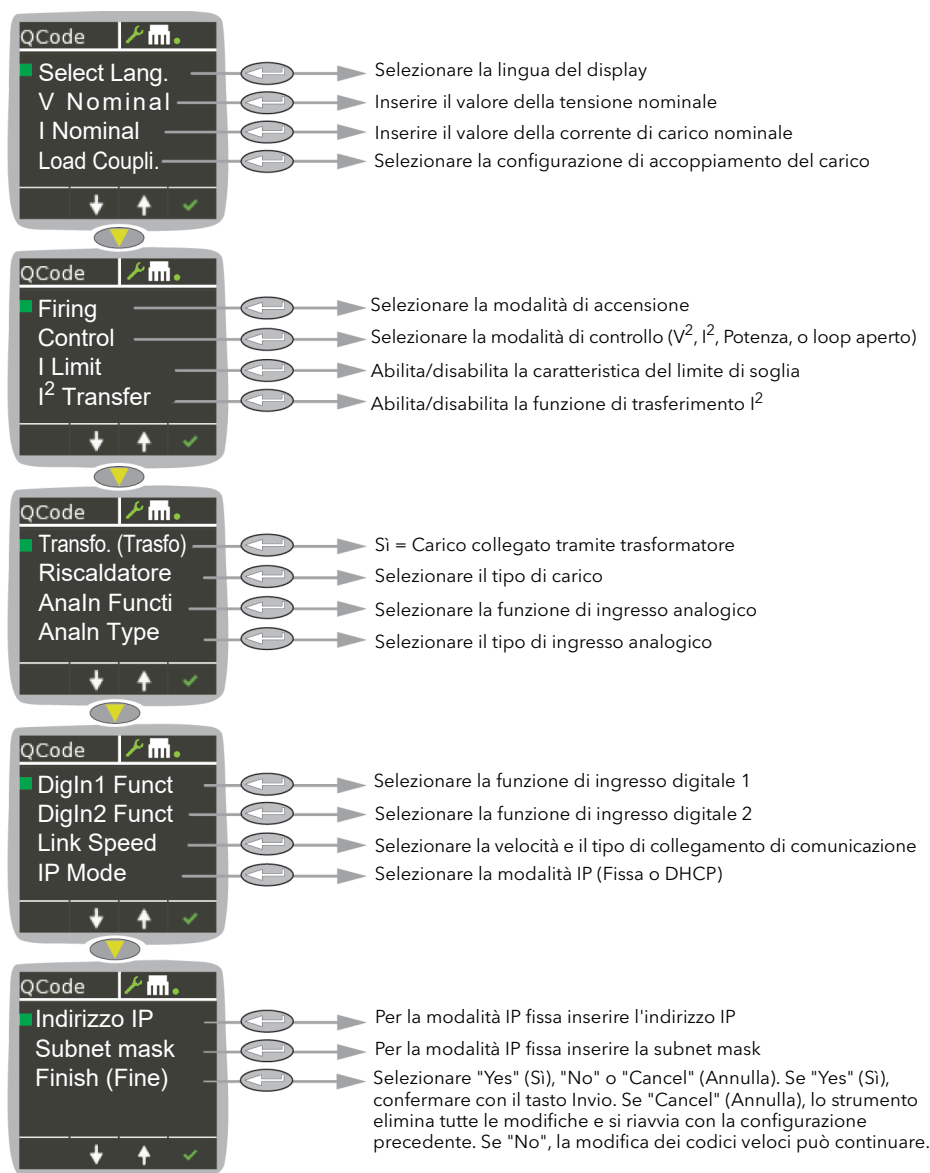 QCode
Select Lang.
Selezionare la lingua del display
V Nominal
Inserire il valore della tensione nominale
I Nominal
Inserire il valore della corrente di carico nominale
Load Coupli.
Selezionare la configurazione di accoppiamento del carico
QCode
Firing
Selezionare la modalità di accensione
Control
Selezionare la modalità di controllo (V², I², Potenza, o loop aperto)
I Limit
Abilita/disabilita la caratteristica del limite di soglia
I² Transfer
Abilita/disabilita la funzione di trasferimento I²
QCode
Transfo. (Trasfo)
Sì = Carico collegato tramite trasformatore
Riscaldatore
Selezionare il tipo di carico
AnaIn Functi
Selezionare la funzione di ingresso analogico
AnaIn Type
Selezionare il tipo di ingresso analogico
QCode
DigIn1 Funct
Selezionare la funzione di ingresso digitale 1
DigIn2 Funct
Selezionare la funzione di ingresso digitale 2
Link Speed
Selezionare la velocità e il tipo di collegamento di comunicazione
IP Mode
Selezionare la modalità IP (Fissa o DHCP)
QCode
Indirizzo IP
Per la modalità IP fissa inserire l'indirizzo IP
Subnet mask
Per la modalità IP fissa inserire la subnet mask
Finish (Fine)
Selezionare "Yes" (Sì), "No" o "Cancel" (Annulla). Se "Yes" (Sì),
confermare con il tasto Invio. Se "Cancel" (Annulla), lo strumento
elimina tutte le modifiche e si riavvia con la configurazione
precedente. Se "No", la modifica dei codici veloci può continuare.